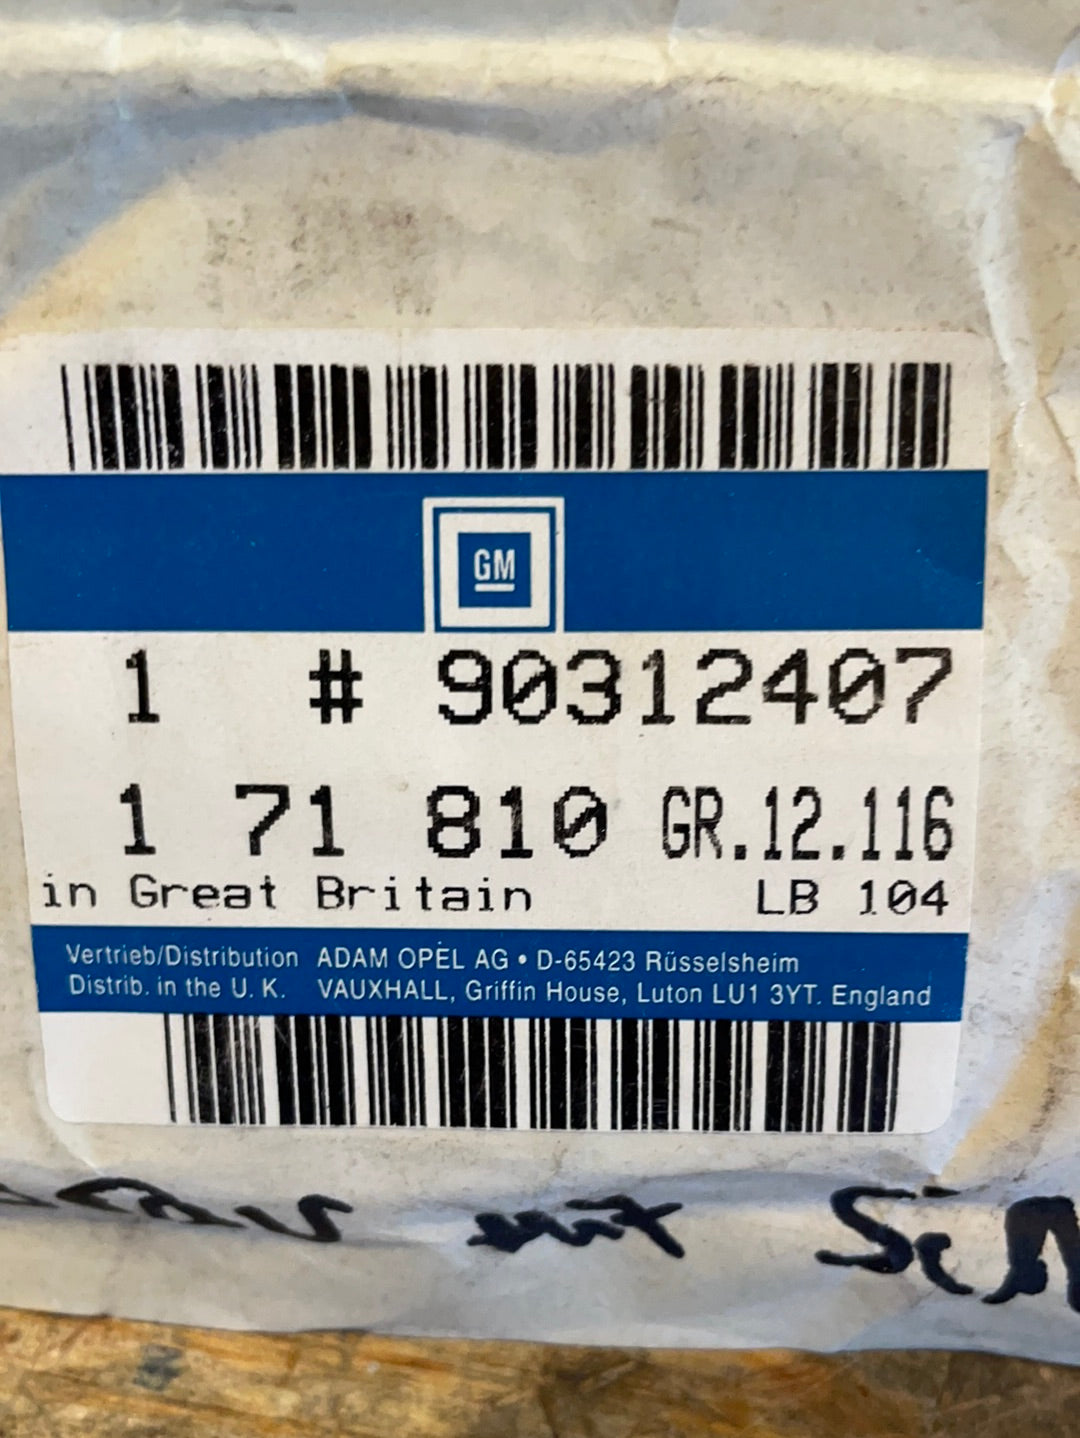 GM
1 # 90312407
1 71 810 GR.12.116
in Great Britain LB 104
Vertrieb/Distribution ADAM OPEL AG • D-65423 Rüsselsheim
Distrib. in the U. K. VAUXHALL, Griffin House, Luton LU1 3YT. England
mit